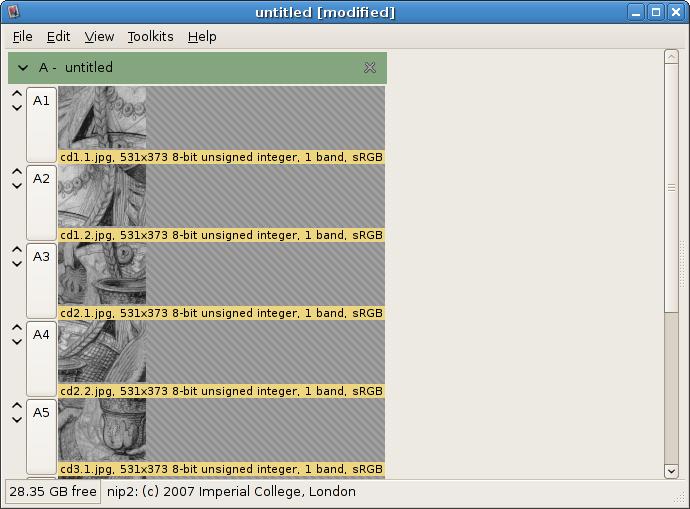 untitled [modified]
File Edit View Toolkits Help
A - untitled
A1
cd1.1.jpg, 531x373 8-bit unsigned integer, 1 band, sRGB
A2
cd1.2.jpg, 531x373 8-bit unsigned integer, 1 band, sRGB
A3
cd2.1.jpg, 531x373 8-bit unsigned integer, 1 band, sRGB
A4
cd2.2.jpg, 531x373 8-bit unsigned integer, 1 band, sRGB
A5
cd3.1.jpg, 531x373 8-bit unsigned integer, 1 band, sRGB
28.35 GB free nip2: (c) 2007 Imperial College, London